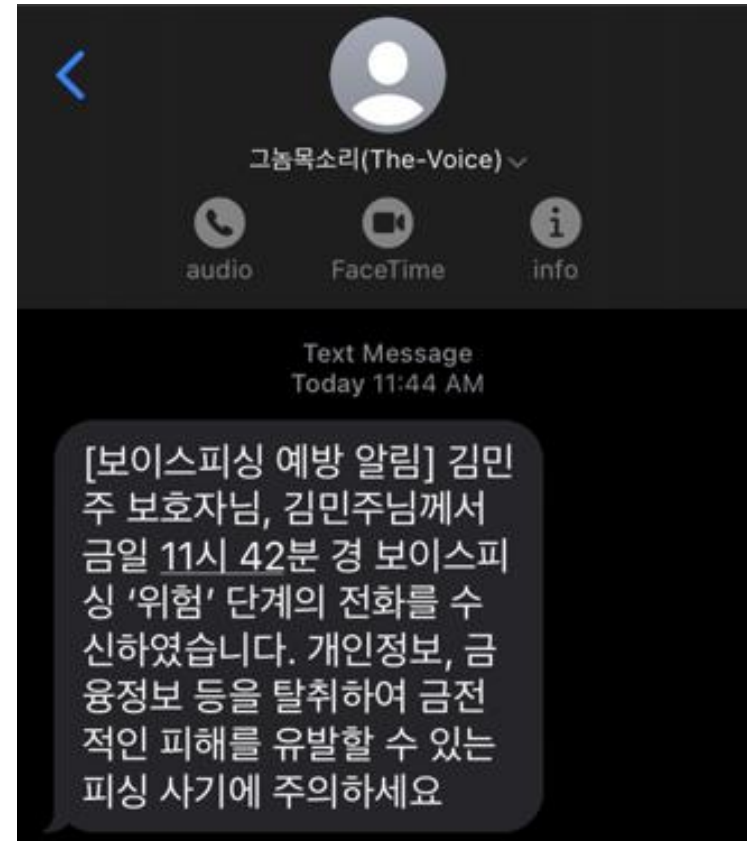 그놈목소리(The-Voice)
audio FaceTime info
Text Message
Today 11:44 AM
[보이스피싱 예방 알림] 김민
주 보호자님, 김민주님께서
금일 11시 42분 경 보이스피
싱 ‘위험’ 단계의 전화를 수
신하였습니다. 개인정보, 금
융정보 등을 탈취하여 금전
적인 피해를 유발할 수 있는
피싱 사기에 주의하세요